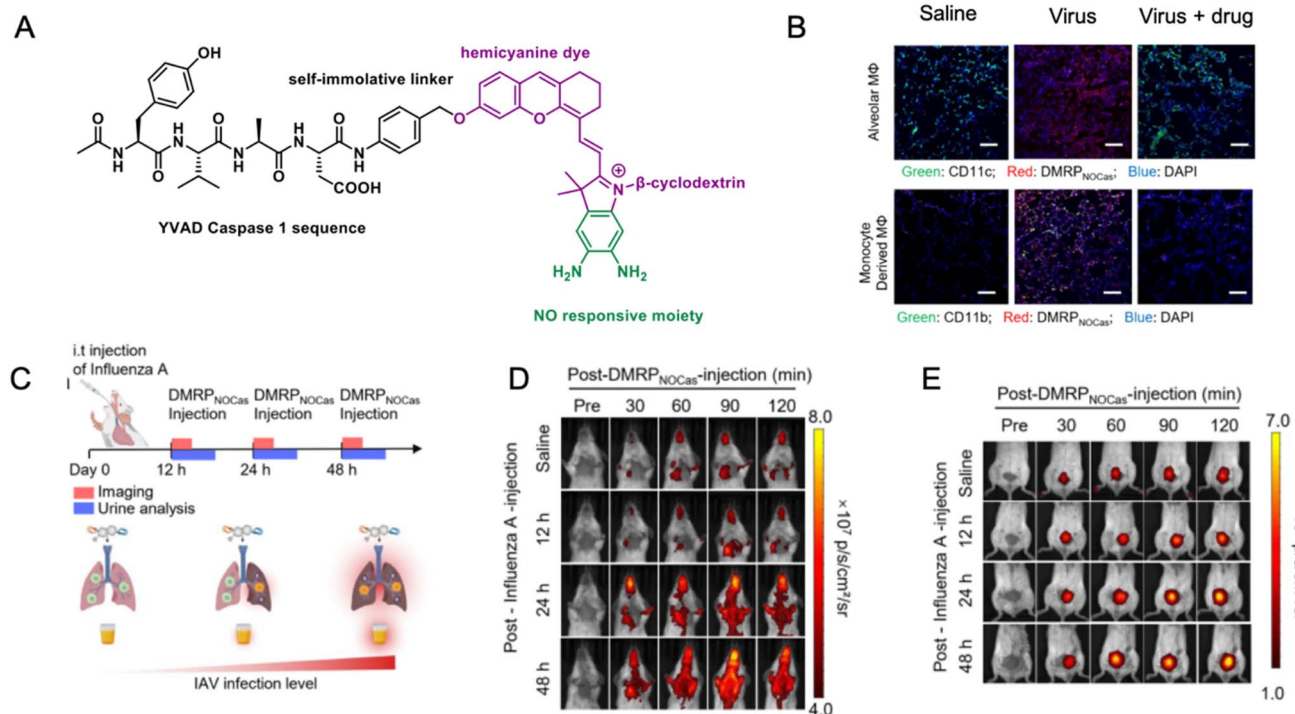 A
OH
O
N
H
O
H
N
O
N
H
O
H
N
O
COOH
N
H
self-immolative linker
O
hemicyanine dye
O
N
β-cyclodextrin
H₂N
NH₂
YVAD Caspase 1 sequence
NO responsive moiety
B
Saline
Virus
Virus + drug
Alveolar MΦ
Green: CD11c; Red: DMRP_NOCas; Blue: DAPI
Monocyte
Derived MΦ
Green: CD11b; Red: DMRP_NOCas; Blue: DAPI
C
i.t injection
of Influenza A
DMRP_NOCas
Injection
DMRP_NOCas
Injection
DMRP_NOCas
Injection
Day 0
12 h
24 h
48 h
Imaging
Urine analysis
IAV infection level
D
Post-DMRP_NOCas-injection (min)
Pre
30
60
90
120
Post - Influenza A -injection
Saline
12 h
24 h
48 h
8.0
×10⁷ p/s/cm²/sr
4.0
E
Post-DMRP_NOCas-injection (min)
Pre
30
60
90
120
Post - Influenza A -injection
Saline
12 h
24 h
48 h
7.0
1.0